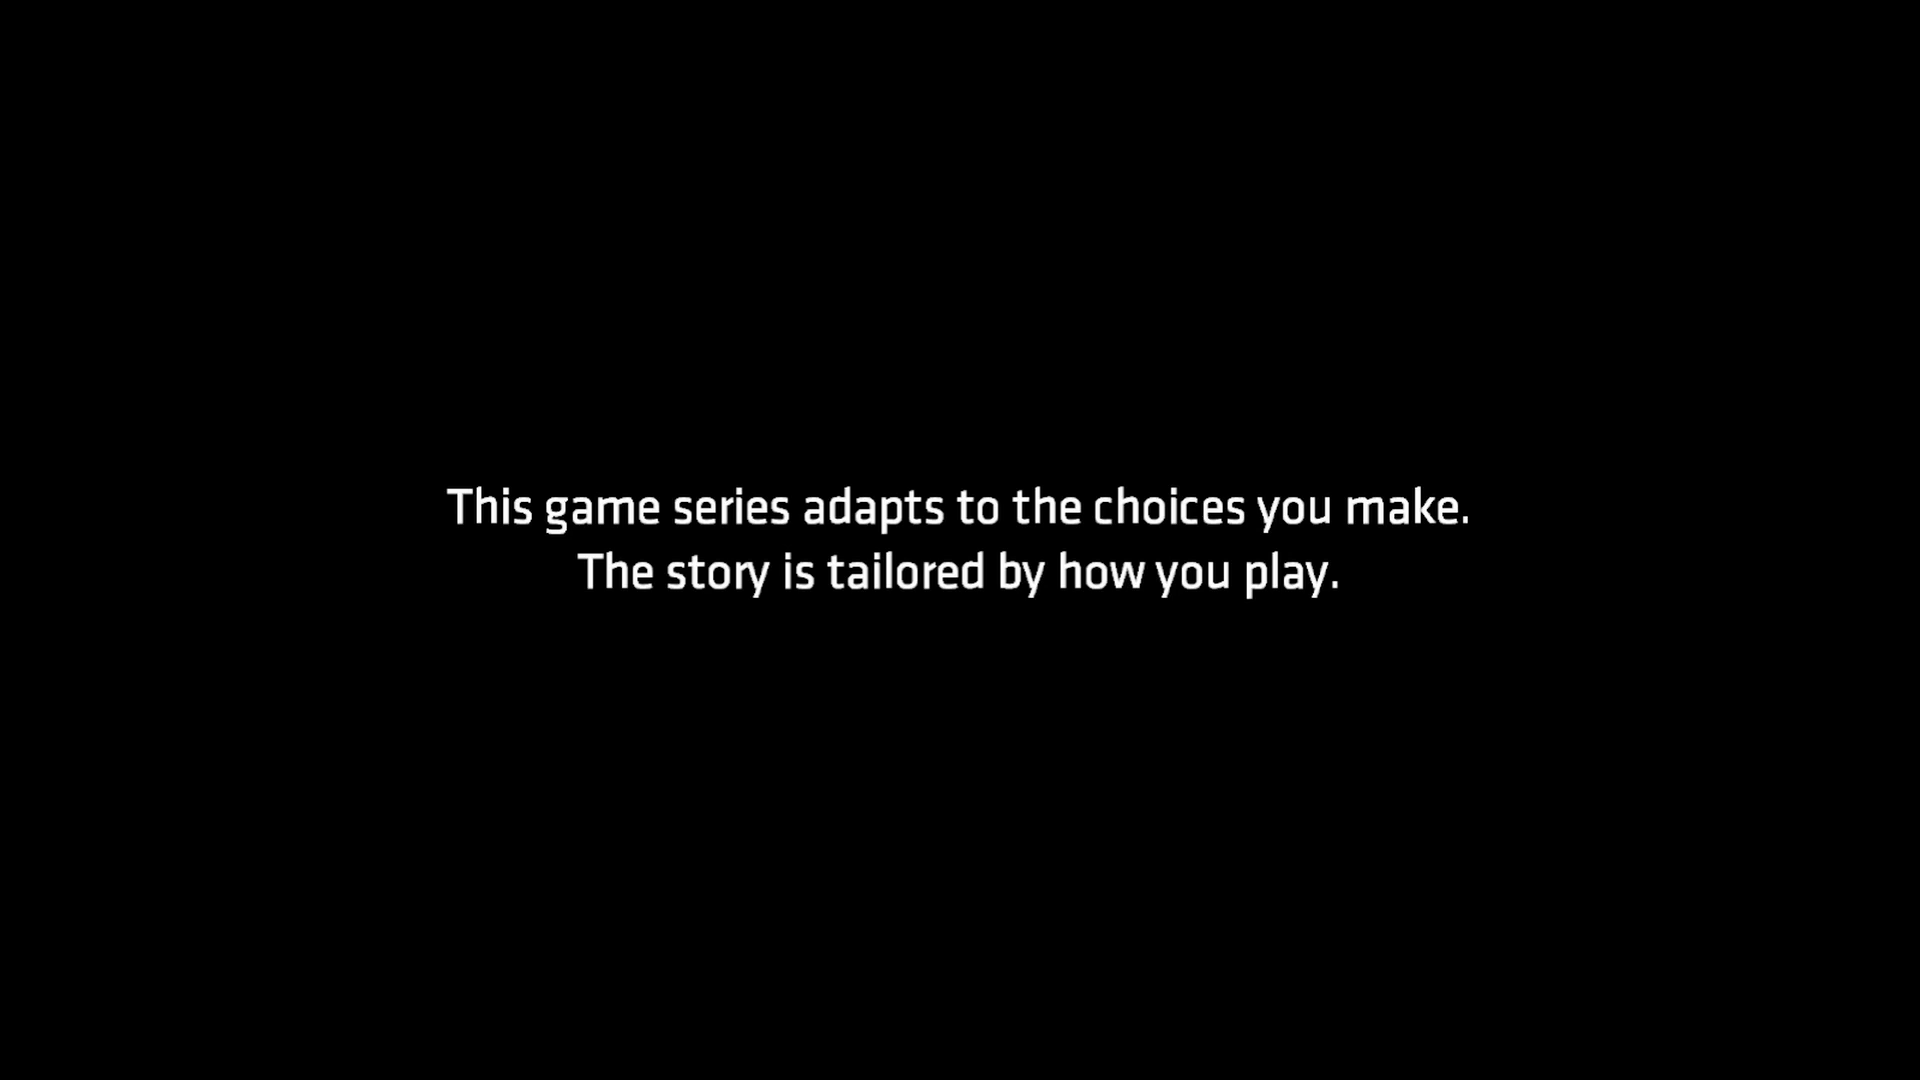 This game series adapts to the choices you make.
The story is tailored by how you play.